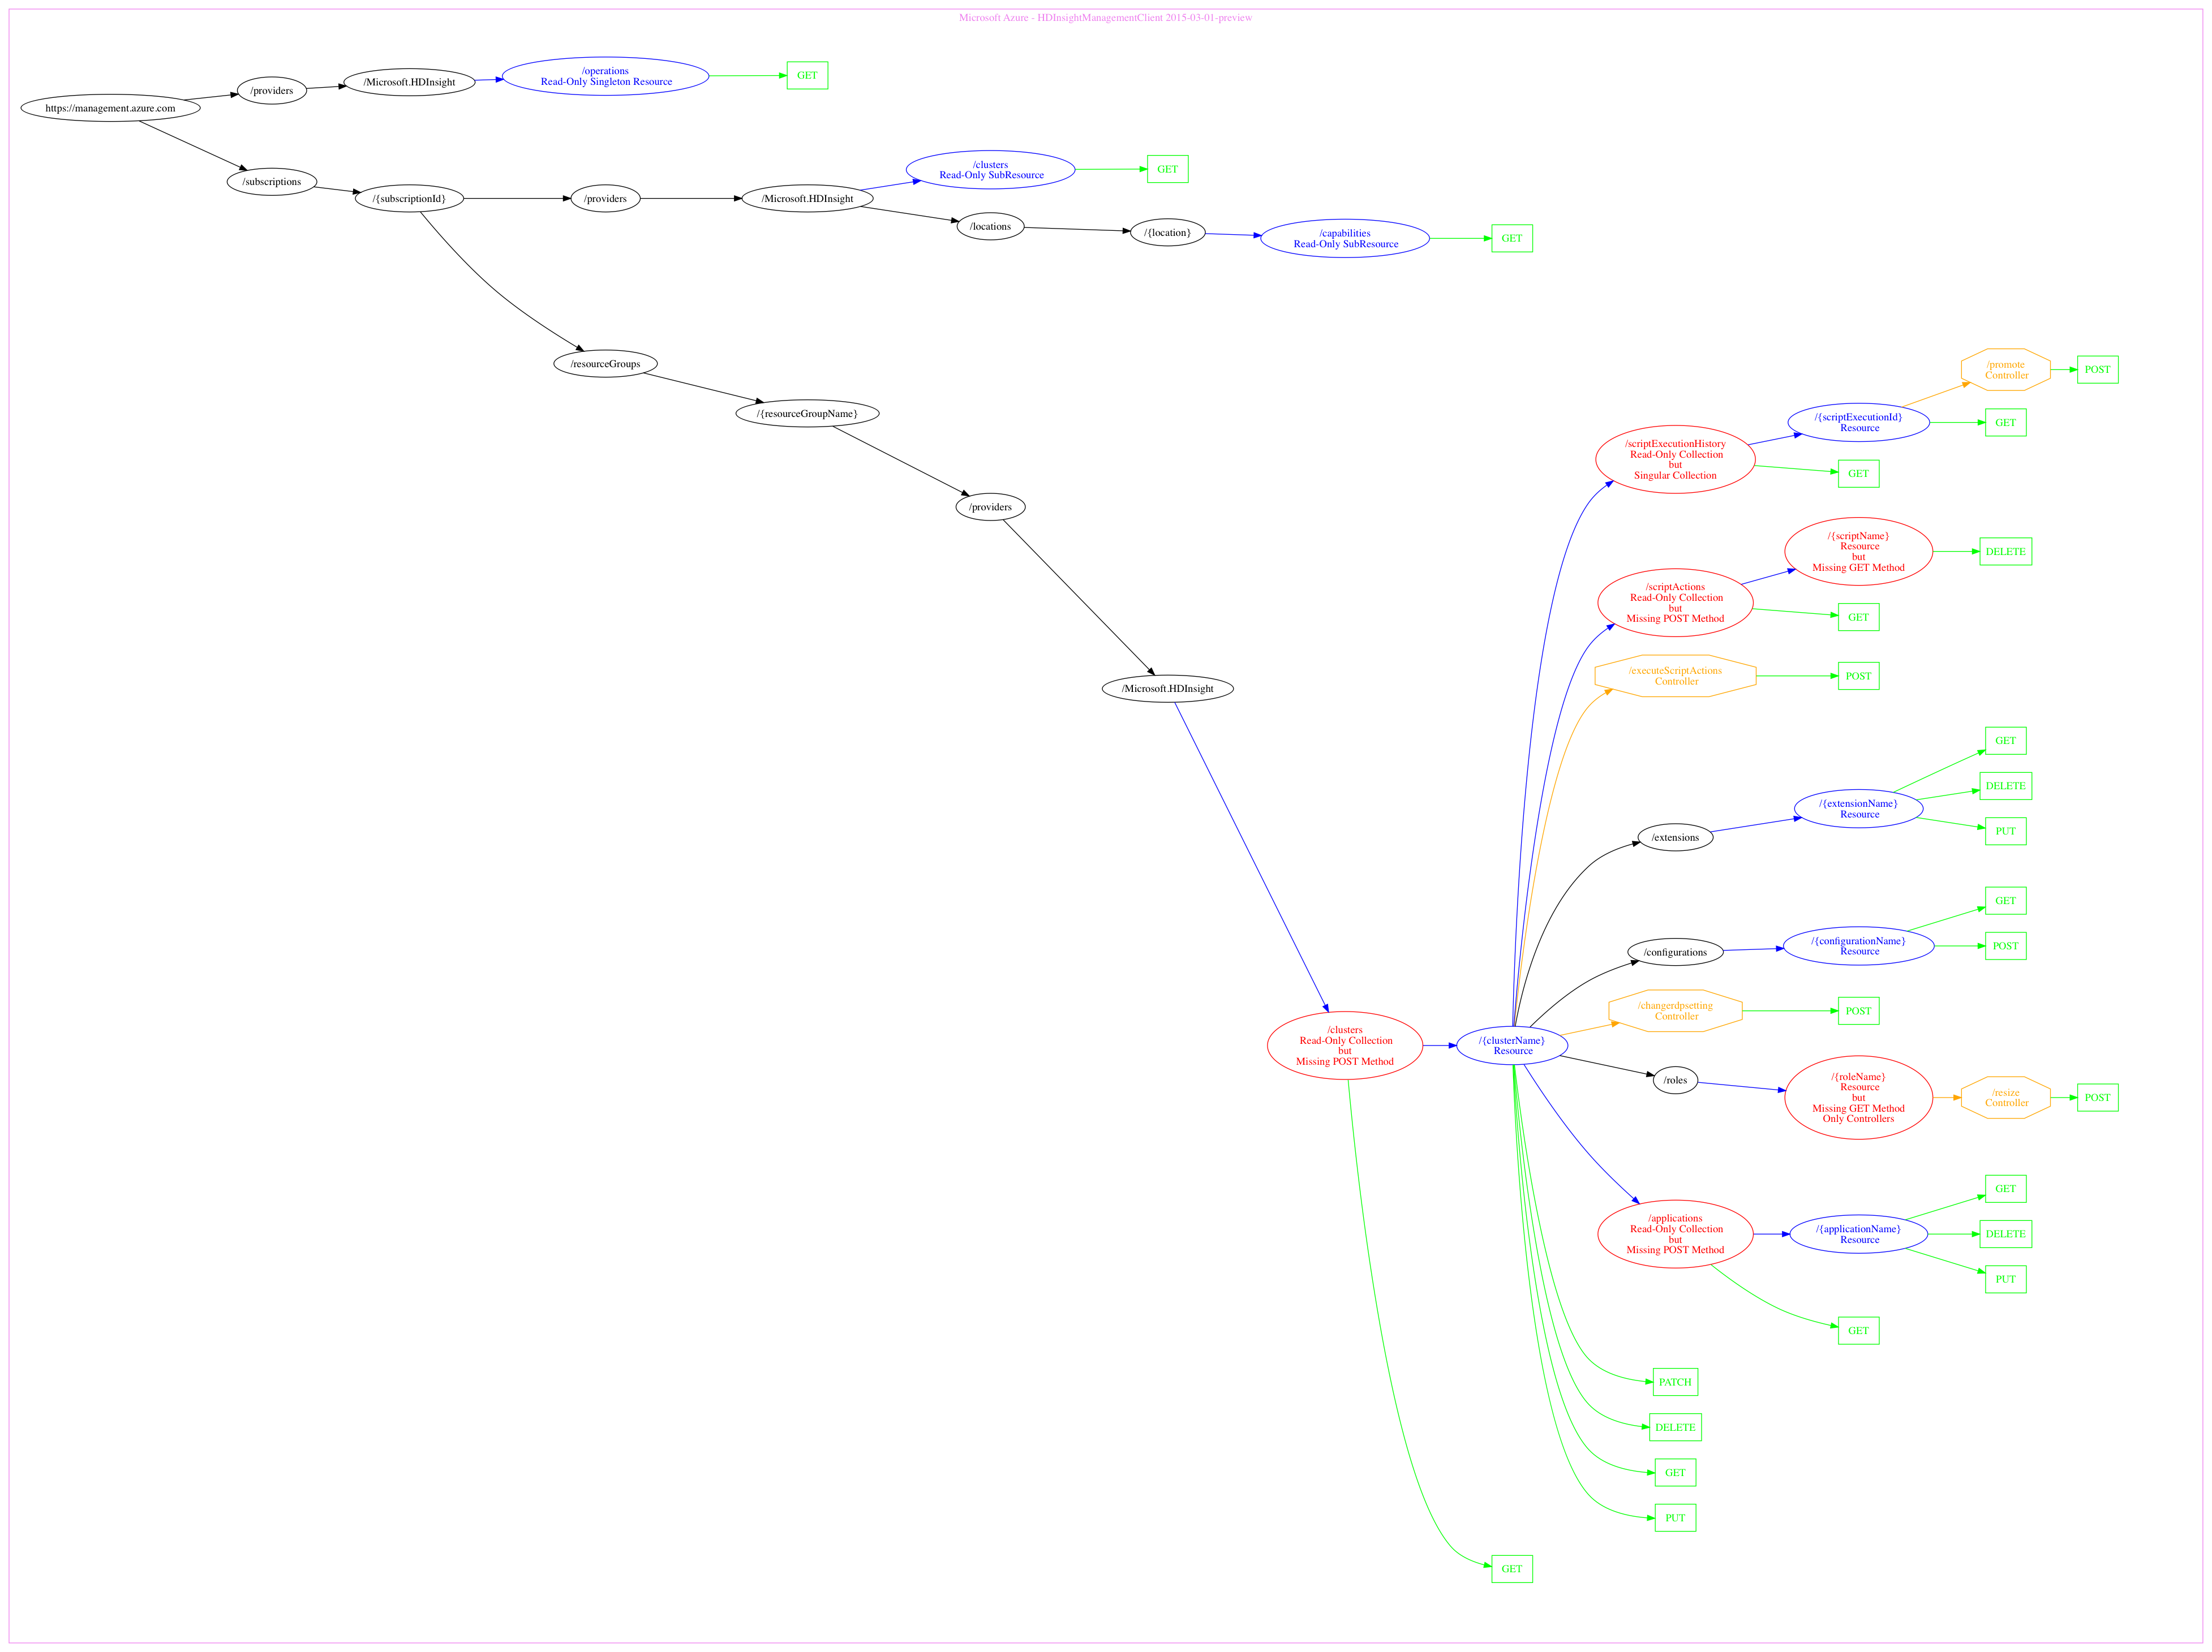 Microsoft Azure - HDInsightManagementClient 2015-03-01-preview
https://management.azure.com
/providers
/Microsoft.HDInsight
/operations
Read-Only Singleton Resource
GET
/subscriptions
/{subscriptionId}
/providers
/Microsoft.HDInsight
/clusters
Read-Only SubResource
GET
/locations
/{location}
/capabilities
Read-Only SubResource
GET
/resourceGroups
/{resourceGroupName}
/providers
/Microsoft.HDInsight
/clusters
Read-Only Collection
but
Missing POST Method
/{clusterName}
Resource
/scriptExecutionHistory
Read-Only Collection
but
Singular Collection
/{scriptExecutionId}
Resource
/promote
Controller
POST
GET
GET
/scriptActions
Read-Only Collection
but
Missing POST Method
/{scriptName}
Resource
but
Missing GET Method
DELETE
GET
/executeScriptActions
Controller
POST
/extensions
/{extensionName}
Resource
GET
DELETE
PUT
/configurations
/{configurationName}
Resource
GET
POST
/changerdpsetting
Controller
POST
/roles
/{roleName}
Resource
but
Missing GET Method
Only Controllers
/resize
Controller
POST
/applications
Read-Only Collection
but
Missing POST Method
/{applicationName}
Resource
GET
DELETE
PUT
GET
PATCH
DELETE
GET
PUT
GET